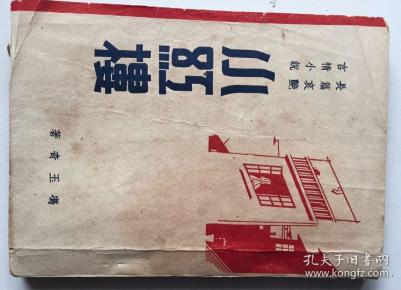 小紅樓
長篇哀艷
言情小說
馮玉奇著
孔夫子旧书网
www.kongfz.com